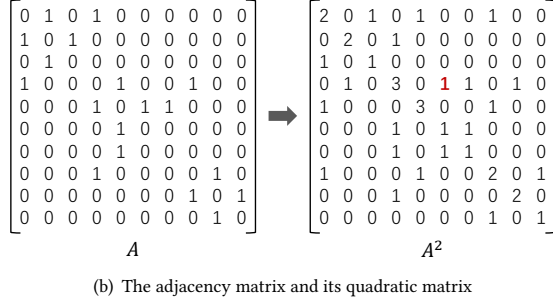 0 1 0 1 0 0 0 0 0 0 2 0 1 0 1 0 0 1 0 0
1 0 1 0 0 0 0 0 0 0 0 2 0 1 0 0 0 0 0 0
0 1 0 0 0 0 0 0 0 0 1 0 1 0 0 0 0 0 0 0
1 0 0 0 1 0 0 1 0 0 0 1 0 3 0 1 1 0 1 0
0 0 0 1 0 1 1 0 0 0 1 0 0 0 3 0 0 1 0 0
0 0 0 0 1 0 0 0 0 0 0 0 0 1 0 1 1 0 0 0
0 0 0 0 1 0 0 0 0 0 0 0 0 1 0 1 1 0 0 0
0 0 0 1 0 0 0 0 1 0 1 0 0 0 1 0 0 2 0 1
0 0 0 0 0 0 0 1 0 1 0 0 0 1 0 0 0 0 2 0
0 0 0 0 0 0 0 0 1 0 0 0 0 0 0 0 0 1 0 1
A A²
(b) The adjacency matrix and its quadratic matrix